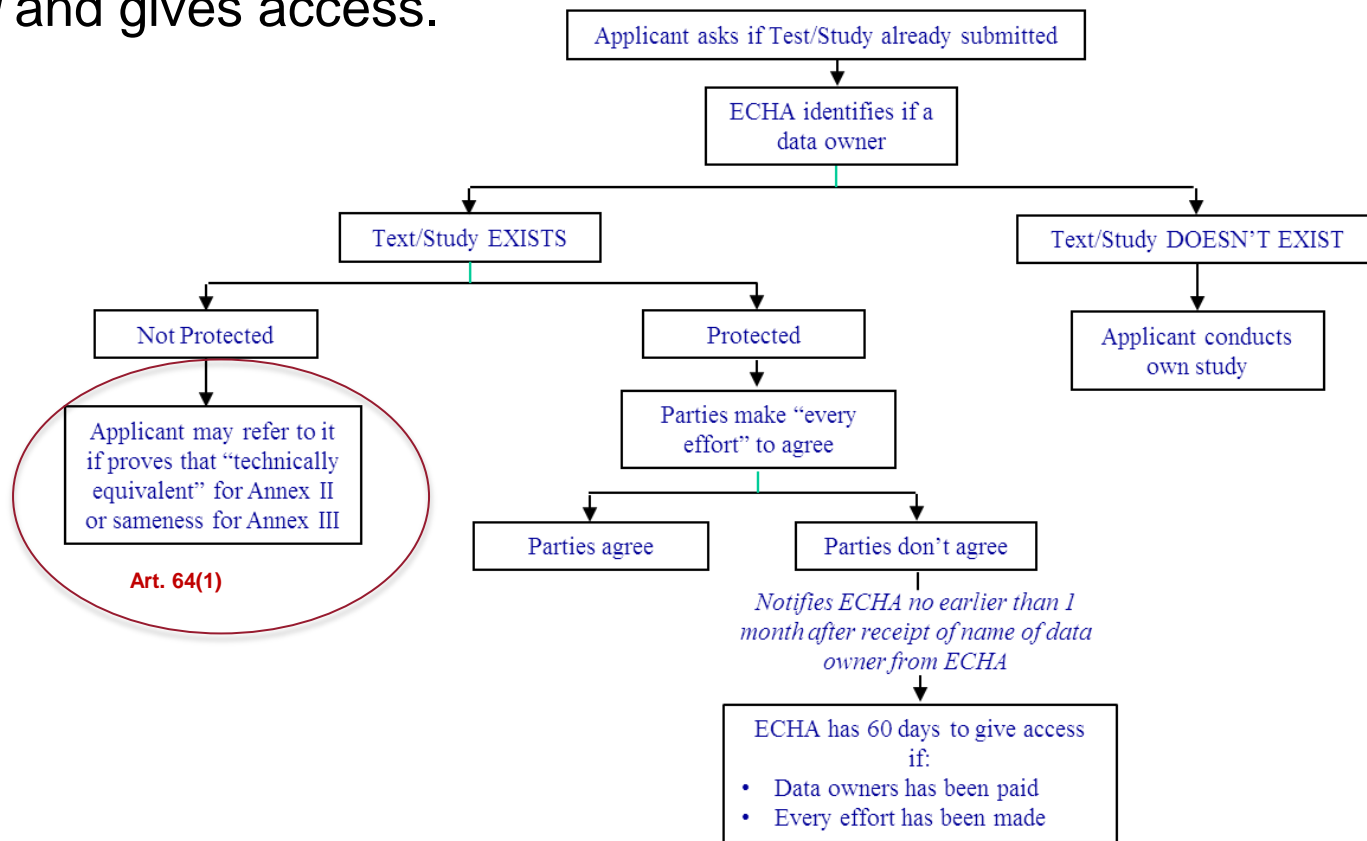 and gives access.
Applicant asks if Test/Study already submitted
ECHA identifies if a
data owner
Text/Study EXISTS
Text/Study DOESN’T EXIST
Not Protected
Protected
Applicant conducts
own study
Applicant may refer to it
if proves that “technically
equivalent” for Annex II
or sameness for Annex III
Art. 64(1)
Parties make “every
effort” to agree
Parties agree
Parties don’t agree
Notifies ECHA no earlier than 1
month after receipt of name of data
owner from ECHA
ECHA has 60 days to give access
if:
• Data owners has been paid
• Every effort has been made